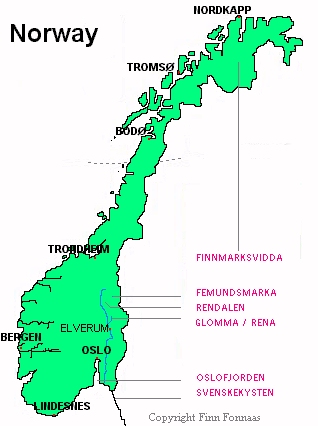 NORDKAPP
Norway
TROMSØ
BODØ
TRONDHEIM
FINNMARKSVIDDA
FEMUNDSMARKA
RENDALEN
GLOMMA / RENA
ELVERUM
BERGEN
OSLO
OSLOFJORDEN
SVENSKEKYSTEN
LINDESNES
Copyright Finn Fonnaas